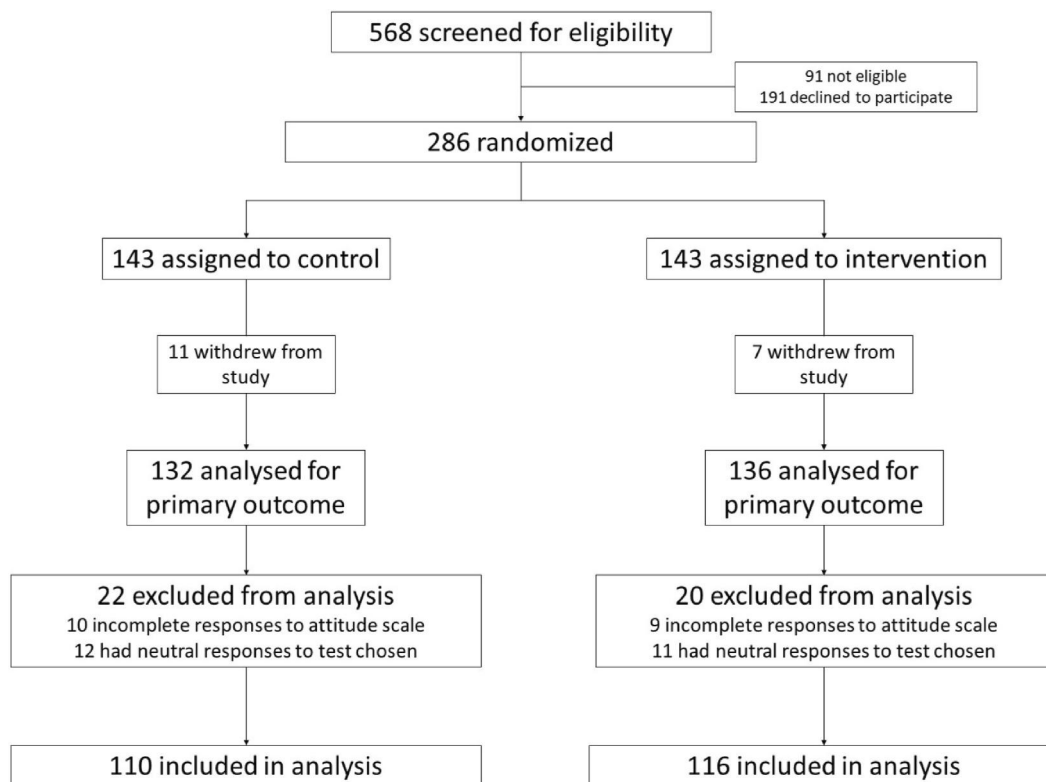 568 screened for eligibility
91 not eligible
191 declined to participate
286 randomized
143 assigned to control
143 assigned to intervention
11 withdrew from
study
7 withdrew from
study
132 analysed for
primary outcome
136 analysed for
primary outcome
22 excluded from analysis
10 incomplete responses to attitude scale
12 had neutral responses to test chosen
20 excluded from analysis
9 incomplete responses to attitude scale
11 had neutral responses to test chosen
110 included in analysis
116 included in analysis